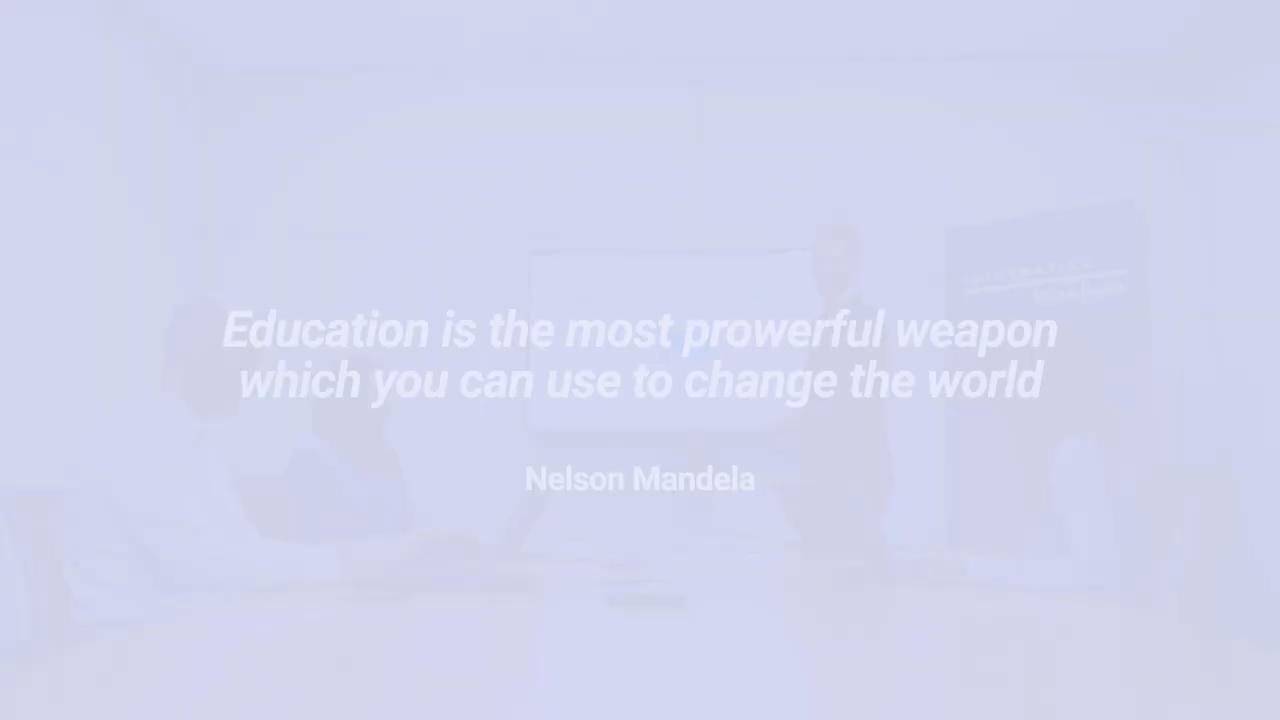 Education is the most prowerful weapon
which you can use to change the world
Nelson Mandela